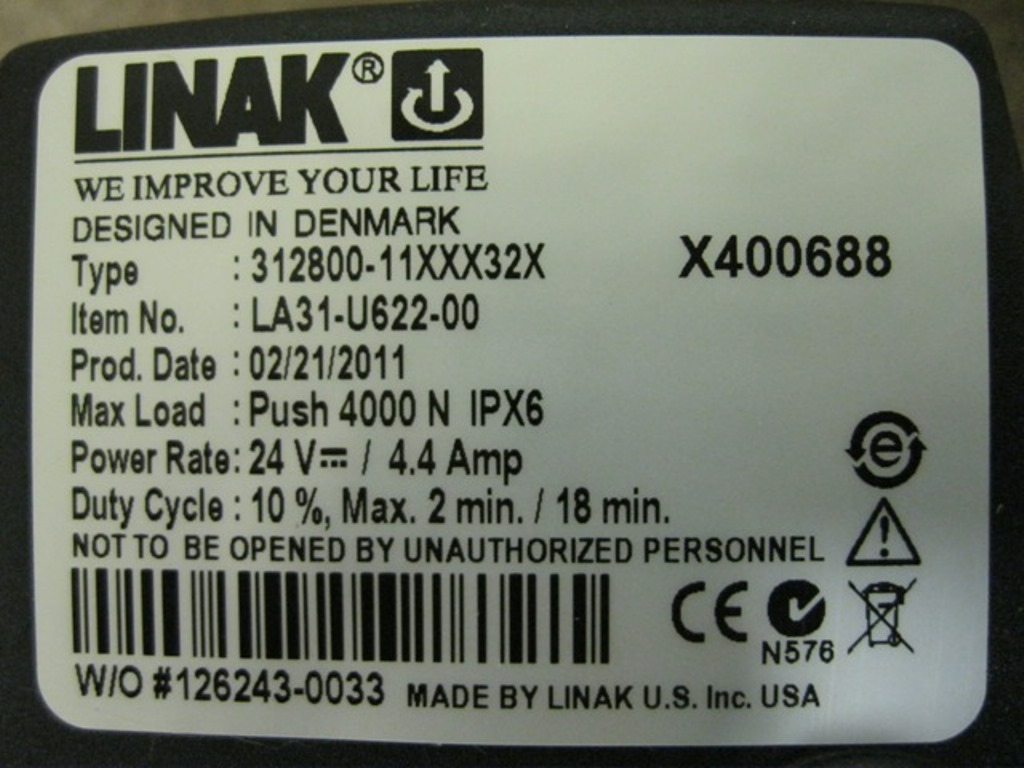 LINAK®
WE IMPROVE YOUR LIFE
DESIGNED IN DENMARK
Type : 312800-11XXX32X X400688
Item No. : LA31-U622-00
Prod. Date : 02/21/2011
Max Load : Push 4000 N IPX6
Power Rate: 24 V⎓ / 4.4 Amp
Duty Cycle : 10 %, Max. 2 min. / 18 min.
NOT TO BE OPENED BY UNAUTHORIZED PERSONNEL
CE
N576
W/O #126243-0033 MADE BY LINAK U.S. Inc. USA